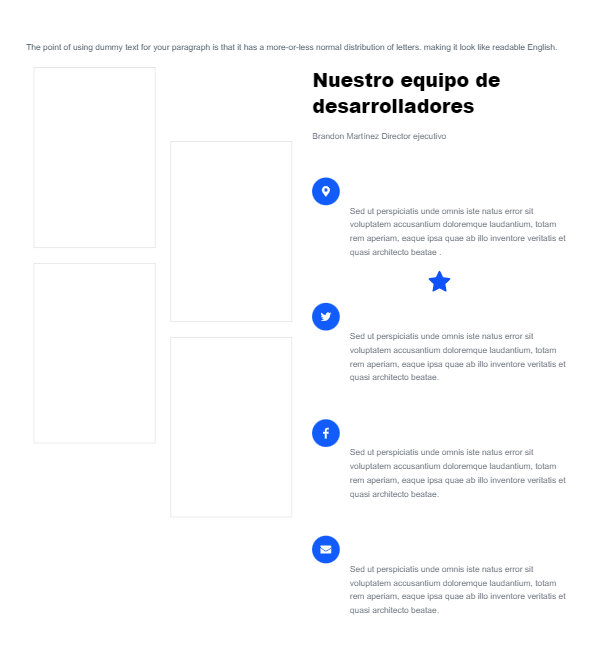 The point of using dummy text for your paragraph is that it has a more-or-less normal distribution of letters. making it look like readable English.
Nuestro equipo de
desarrolladores
Brandon Martínez Director ejecutivo
Sed ut perspiciatis unde omnis iste natus error sit
voluptatem accusantium doloremque laudantium, totam
rem aperiam, eaque ipsa quae ab illo inventore veritatis et
quasi architecto beatae .
Sed ut perspiciatis unde omnis iste natus error sit
voluptatem accusantium doloremque laudantium, totam
rem aperiam, eaque ipsa quae ab illo inventore veritatis et
quasi architecto beatae.
Sed ut perspiciatis unde omnis iste natus error sit
voluptatem accusantium doloremque laudantium, totam
rem aperiam, eaque ipsa quae ab illo inventore veritatis et
quasi architecto beatae.
Sed ut perspiciatis unde omnis iste natus error sit
voluptatem accusantium doloremque laudantium, totam
rem aperiam, eaque ipsa quae ab illo inventore veritatis et
quasi architecto beatae.